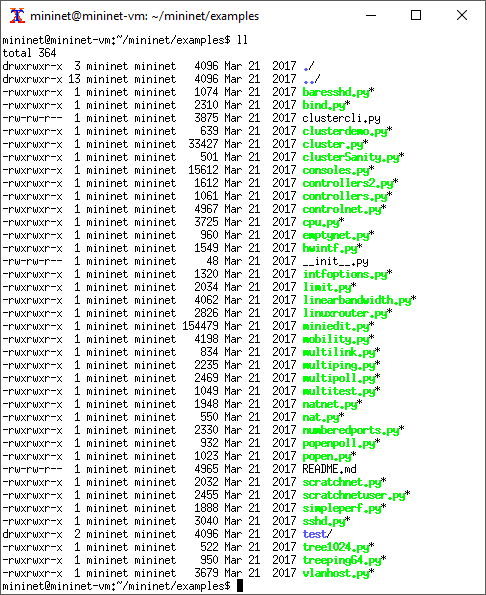 mininet@mininet-vm: ~/mininet/examples
mininet@mininet-vm:~/mininet/examples$ ll
total 364
drwxrwxr-x  3 mininet mininet   4096 Mar 21  2017 ./
drwxrwxr-x 13 mininet mininet   4096 Mar 21  2017 ../
-rwxrwxr-x  1 mininet mininet   1074 Mar 21  2017 baresshd.py*
-rwxrwxr-x  1 mininet mininet   2310 Mar 21  2017 bind.py*
-rw-rw-r--  1 mininet mininet   3875 Mar 21  2017 clustercli.py
-rwxrwxr-x  1 mininet mininet    639 Mar 21  2017 clusterdemo.py*
-rwxrwxr-x  1 mininet mininet  33427 Mar 21  2017 cluster.py*
-rwxrwxr-x  1 mininet mininet    501 Mar 21  2017 clusterSanity.py*
-rwxrwxr-x  1 mininet mininet  15612 Mar 21  2017 consoles.py*
-rwxrwxr-x  1 mininet mininet   1612 Mar 21  2017 controllers2.py*
-rwxrwxr-x  1 mininet mininet   1061 Mar 21  2017 controllers.py*
-rwxrwxr-x  1 mininet mininet   4967 Mar 21  2017 controlnet.py*
-rwxrwxr-x  1 mininet mininet   3725 Mar 21  2017 cpu.py*
-rwxrwxr-x  1 mininet mininet    960 Mar 21  2017 emptynet.py*
-rwxrwxr-x  1 mininet mininet   1549 Mar 21  2017 hwintf.py*
-rw-rw-r--  1 mininet mininet     48 Mar 21  2017 __init__.py
-rwxrwxr-x  1 mininet mininet   1320 Mar 21  2017 intfoptions.py*
-rwxrwxr-x  1 mininet mininet   2034 Mar 21  2017 limit.py*
-rwxrwxr-x  1 mininet mininet   4062 Mar 21  2017 linearbandwidth.py*
-rwxrwxr-x  1 mininet mininet   2826 Mar 21  2017 linuxrouter.py*
-rwxrwxr-x  1 mininet mininet 154479 Mar 21  2017 miniedit.py*
-rwxrwxr-x  1 mininet mininet   4198 Mar 21  2017 mobility.py*
-rwxrwxr-x  1 mininet mininet    834 Mar 21  2017 multilink.py*
-rwxrwxr-x  1 mininet mininet   2235 Mar 21  2017 multiping.py*
-rwxrwxr-x  1 mininet mininet   2469 Mar 21  2017 multipoll.py*
-rwxrwxr-x  1 mininet mininet   1049 Mar 21  2017 multitest.py*
-rwxrwxr-x  1 mininet mininet   1948 Mar 21  2017 natnet.py*
-rwxrwxr-x  1 mininet mininet    550 Mar 21  2017 nat.py*
-rwxrwxr-x  1 mininet mininet   2330 Mar 21  2017 numberedports.py*
-rwxrwxr-x  1 mininet mininet    932 Mar 21  2017 popenpoll.py*
-rwxrwxr-x  1 mininet mininet   1023 Mar 21  2017 popen.py*
-rw-rw-r--  1 mininet mininet   4965 Mar 21  2017 README.md
-rwxrwxr-x  1 mininet mininet   2032 Mar 21  2017 scratchnet.py*
-rwxrwxr-x  1 mininet mininet   2455 Mar 21  2017 scratchnetuser.py*
-rwxrwxr-x  1 mininet mininet   1888 Mar 21  2017 simpleperf.py*
-rwxrwxr-x  1 mininet mininet   3040 Mar 21  2017 sshd.py*
drwxrwxr-x  2 mininet mininet   4096 Mar 21  2017 test/
-rwxrwxr-x  1 mininet mininet    522 Mar 21  2017 tree1024.py*
-rwxrwxr-x  1 mininet mininet    950 Mar 21  2017 treeping64.py*
-rwxrwxr-x  1 mininet mininet   3679 Mar 21  2017 vlanhost.py*
mininet@mininet-vm:~/mininet/examples$